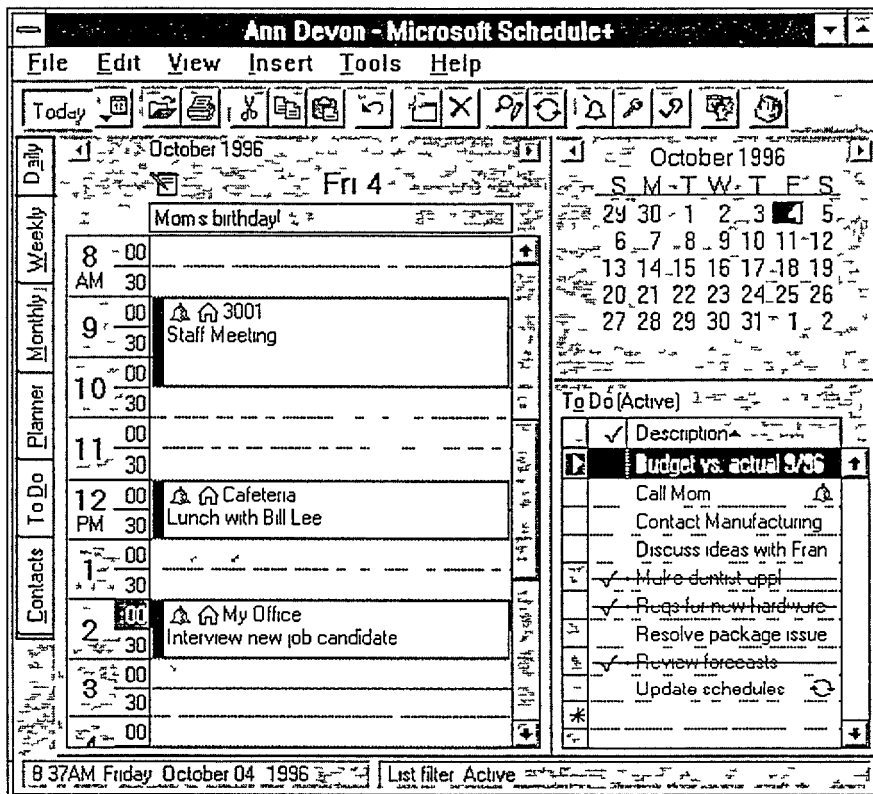 Ann Devon - Microsoft Schedule+
File Edit View Insert Tools Help
Today
Daily
Weekly
Monthly
Planner
To Do
Contacts
October 1996
Fri 4
Mom's birthday!
8 AM 00
30
9 00
30
10 00
30
11 00
30
12 PM 00
30
1 00
30
2 00
30
3 00
30
4 00
3001
Staff Meeting
Cafeteria
Lunch with Bill Lee
My Office
Interview new job candidate
October 1996
S M T W T F S
29 30 1 2 3 4 5
6 7 8 9 10 11 12
13 14 15 16 17 18 19
20 21 22 23 24 25 26
27 28 29 30 31 1 2
To Do (Active)
Description
Budget vs. actual 9/96
Call Mom
Contact Manufacturing
Discuss ideas with Fran
Make dentist appt
Reqs for new hardware
Resolve package issue
Review forecasts
Update schedules
8 37AM Friday October 04 1996
List filter Active